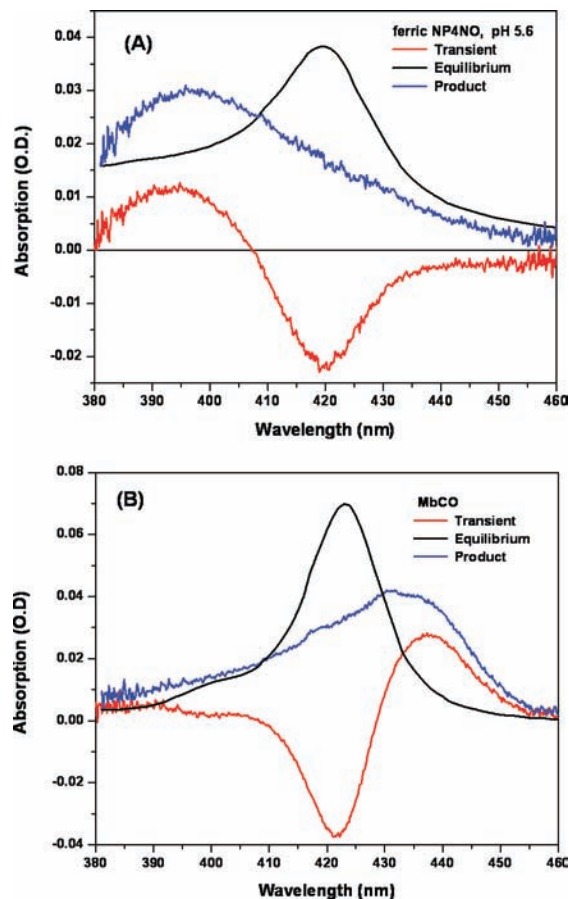 (A)
ferric NP4NO, pH 5.6
Transient
Equilibrium
Product
Absorption (O.D.)
0.04
0.03
0.02
0.01
0.00
-0.01
-0.02
380 390 400 410 420 430 440 450 460
Wavelength (nm)
(B)
MbCO
Transient
Equilibrium
Product
Absorption (O.D)
0.08
0.06
0.04
0.02
0.00
-0.02
-0.04
380 390 400 410 420 430 440 450 460
Wavelength (nm)